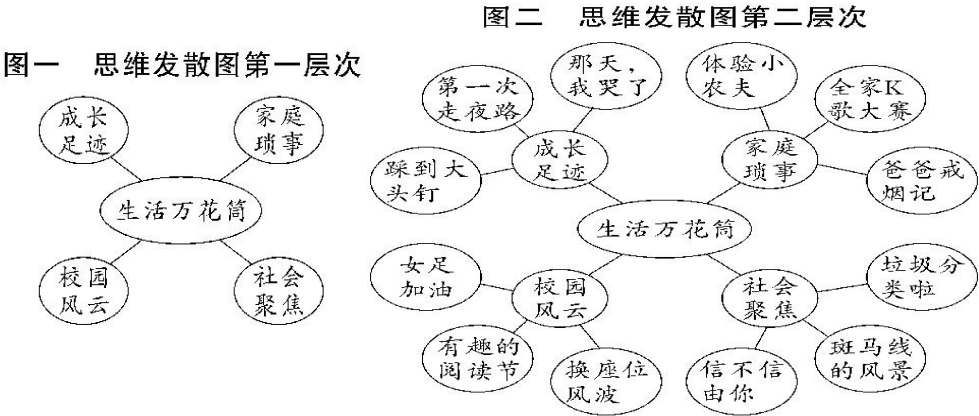 图一 思维发散图第一层次
成长
足迹
家庭
琐事
生活万花筒
校园
风云
社会
聚焦
图二 思维发散图第二层次
第一次
走夜路
那天，
我哭了
体验小
农夫
全家K
歌大赛
踩到大
头钉
成长
足迹
家庭
琐事
爸爸戒
烟记
生活万花筒
女足
加油
校园
风云
社会
聚焦
垃圾分
类啦
有趣的
阅读节
换座位
风波
信不信
由你
斑马线
的风景